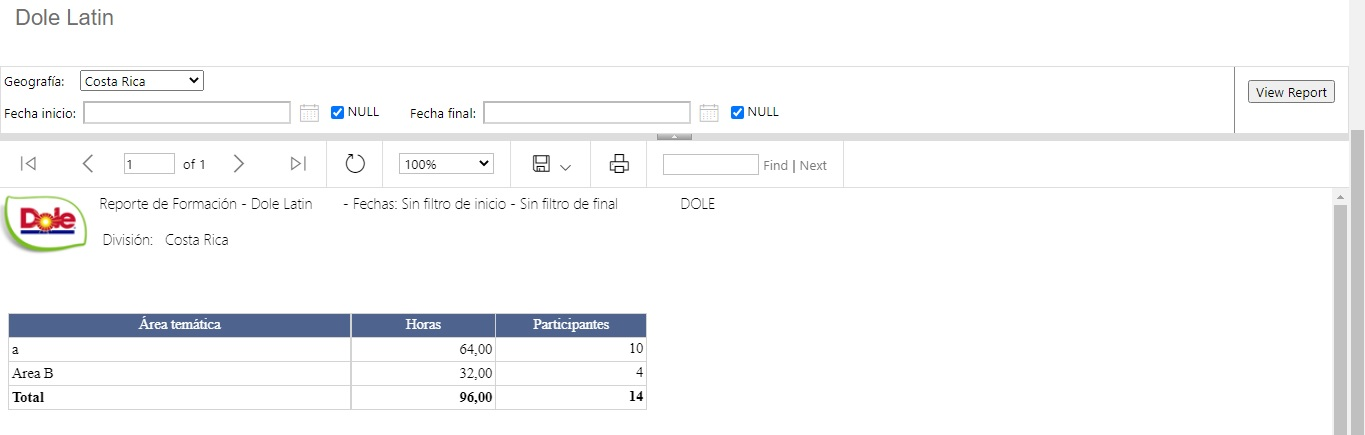 Dole Latin
Geografía: Costa Rica
Fecha inicio: NULL Fecha final: NULL
View Report
1 of 1 100% Find | Next
Dole Reporte de Formación - Dole Latin - Fechas: Sin filtro de inicio - Sin filtro de final DOLE
División: Costa Rica
Área temática Horas Participantes
a 64,00 10
Area B 32,00 4
Total 96,00 14